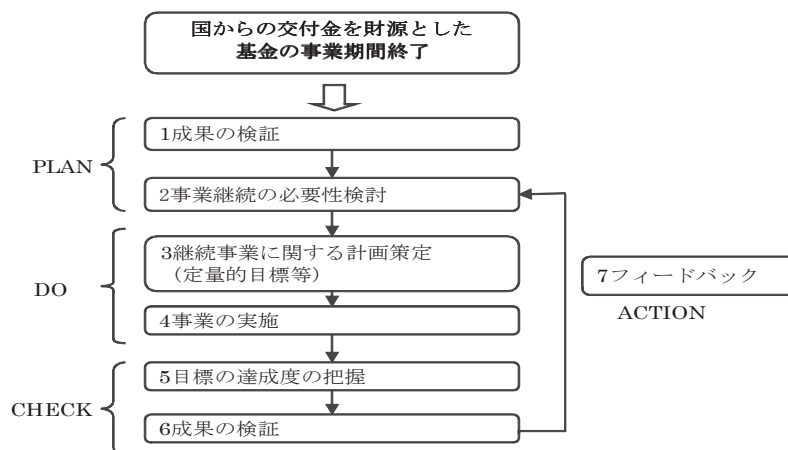 国からの交付金を財源とした
基金の事業期間終了
PLAN
1成果の検証
2事業継続の必要性検討
DO
3継続事業に関する計画策定
(定量的目標等)
4事業の実施
CHECK
5目標の達成度の把握
6成果の検証
7フィードバック
ACTION